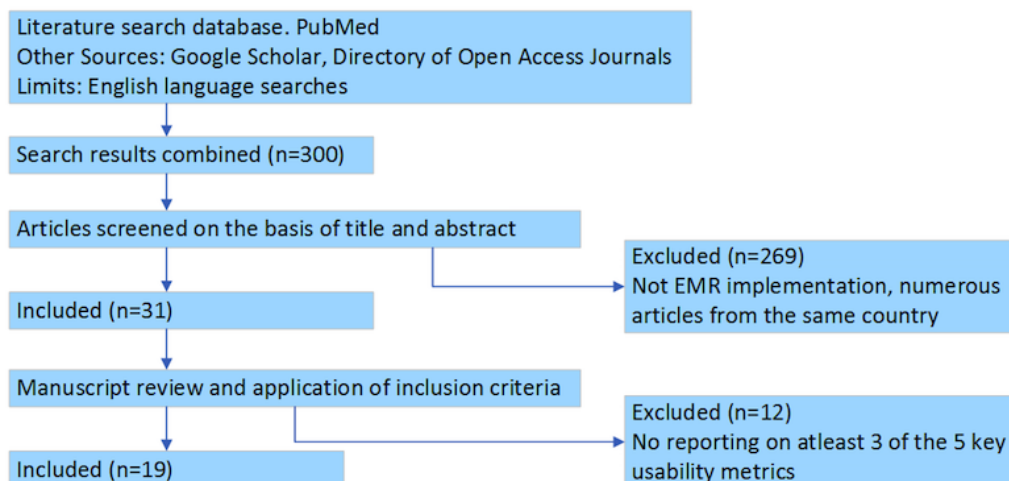 Literature search database. PubMed
Other Sources: Google Scholar, Directory of Open Access Journals
Limits: English language searches
Search results combined (n=300)
Articles screened on the basis of title and abstract
Excluded (n=269)
Not EMR implementation, numerous
articles from the same country
Included (n=31)
Manuscript review and application of inclusion criteria
Excluded (n=12)
No reporting on atleast 3 of the 5 key
usability metrics
Included (n=19)